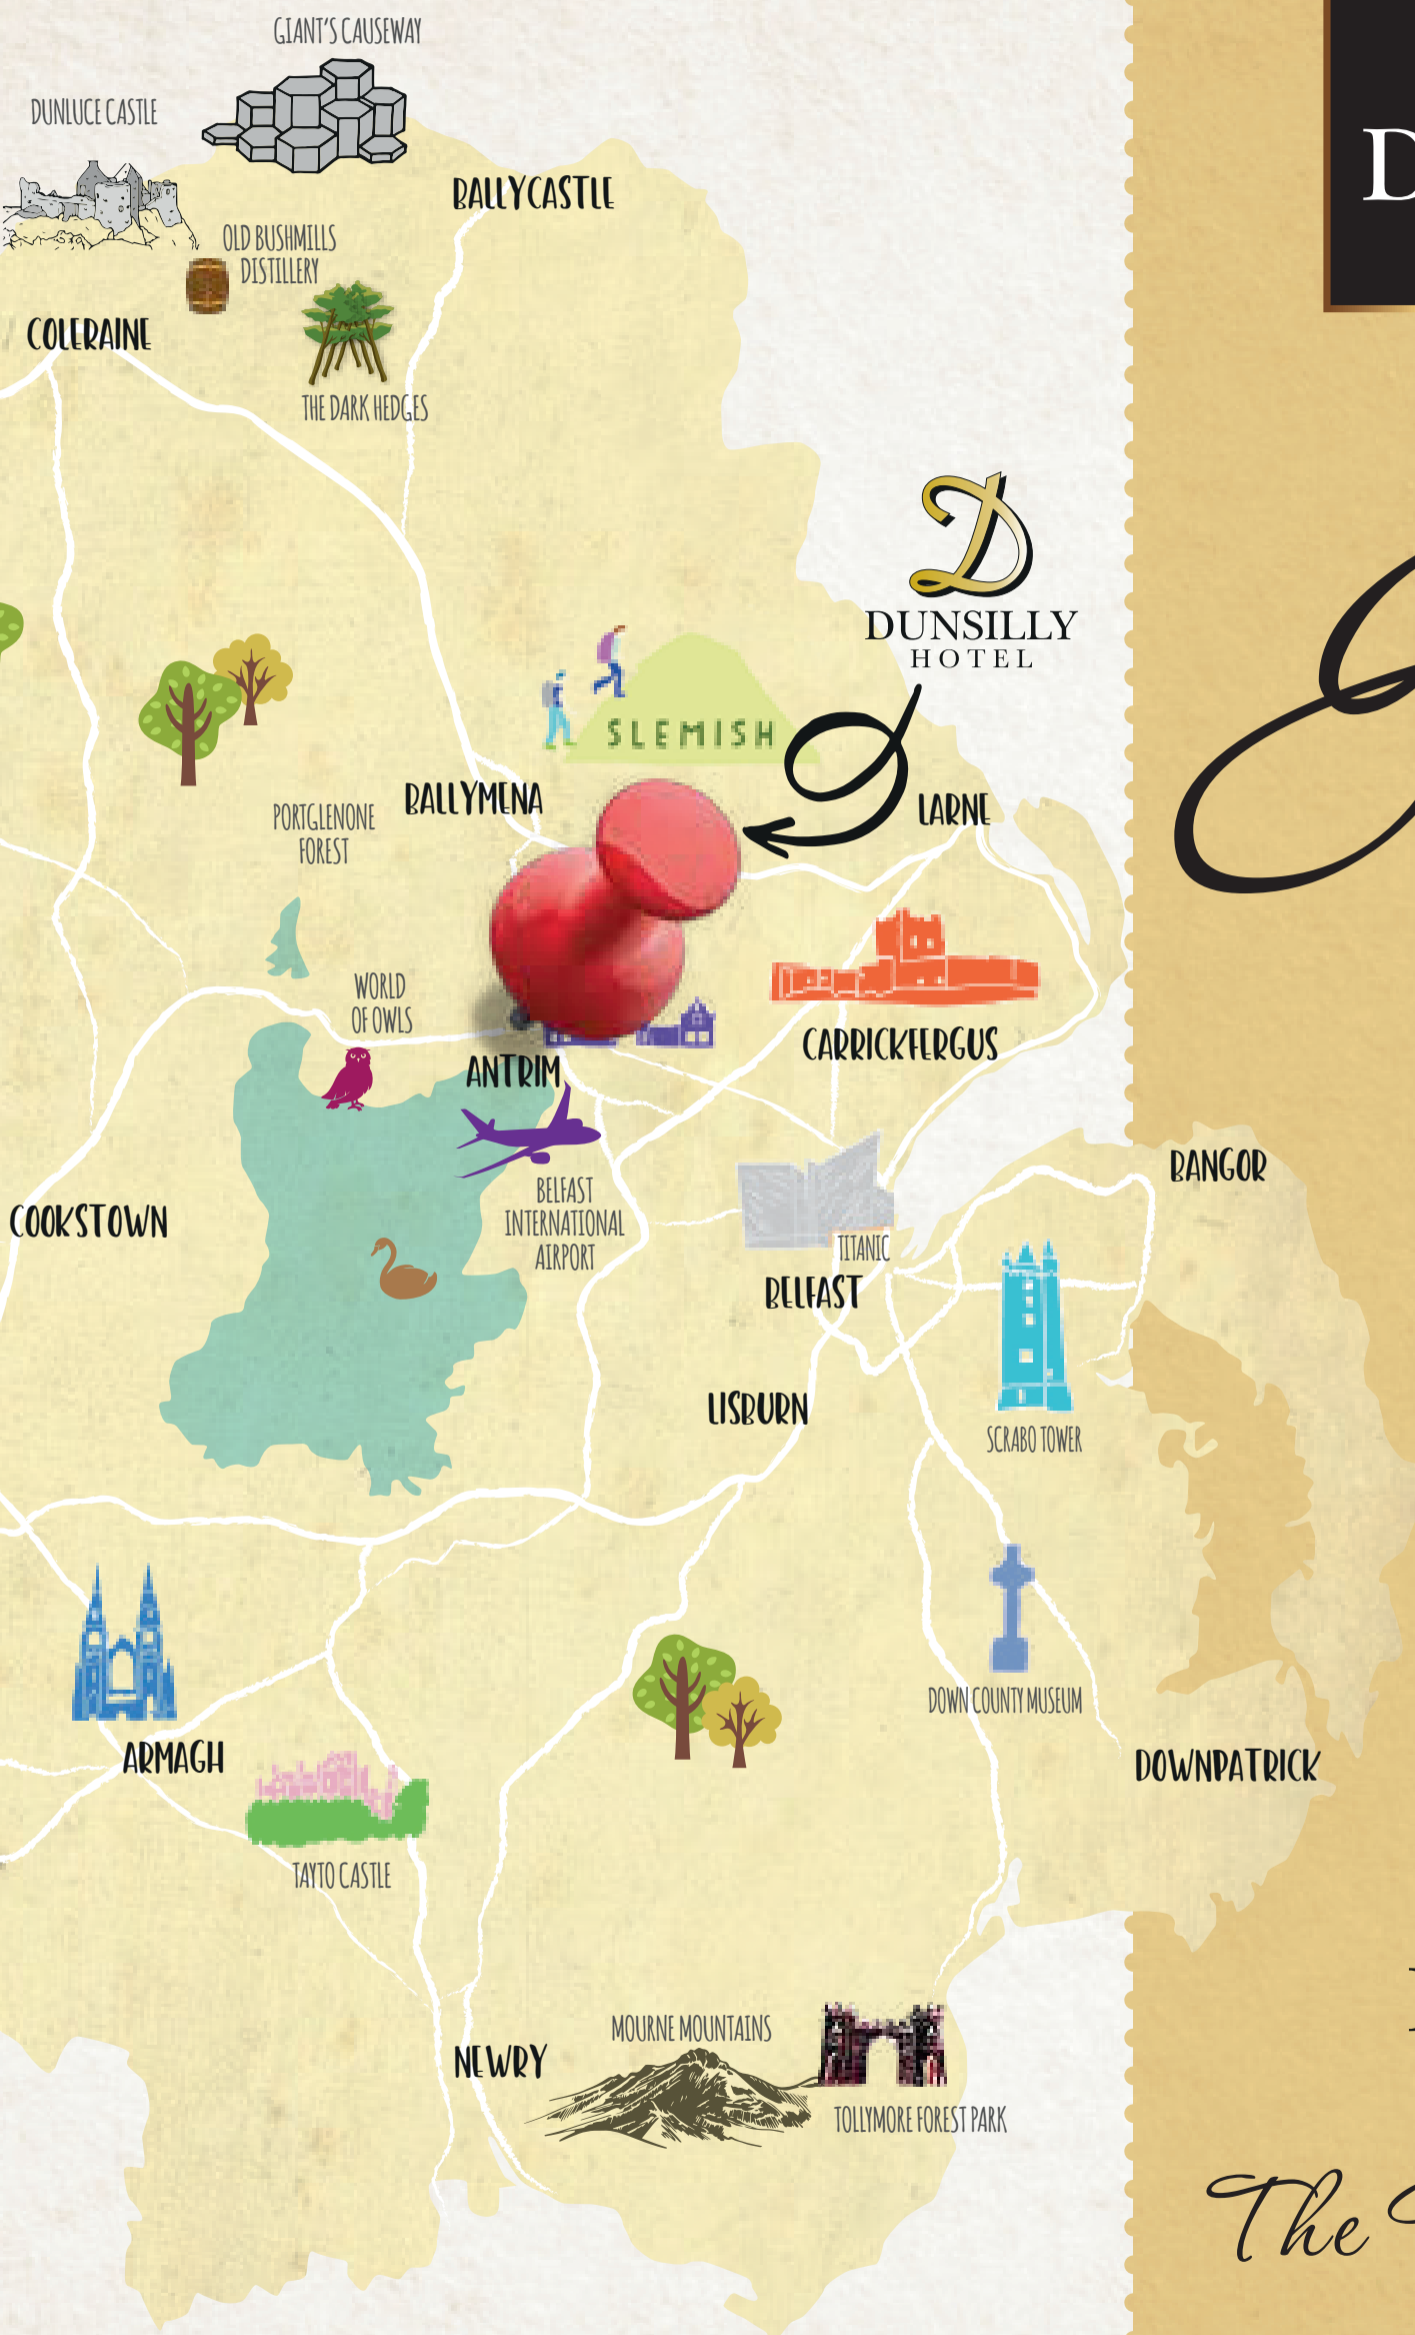 GIANT'S CAUSEWAY
DUNLUCE CASTLE
BALLYCASTLE
OLD BUSHMILLS
DISTILLERY
COLERAINE
THE DARK HEDGES
D
DUNSILLY
HOTEL
SLEMISH
BALLYMENA
LARNE
PORTGLENONE
FOREST
WORLD
OF OWLS
CARRICKFERGUS
ANTRIM
BELFAST
INTERNATIONAL
AIRPORT
BANGOR
COOKSTOWN
TITANIC
BELFAST
LISBURN
SCRABO TOWER
DOWN COUNTY MUSEUM
ARMAGH
DOWNPATRICK
TAYTO CASTLE
MOURNE MOUNTAINS
NEWRY
TOLLYMORE FOREST PARK
D
The